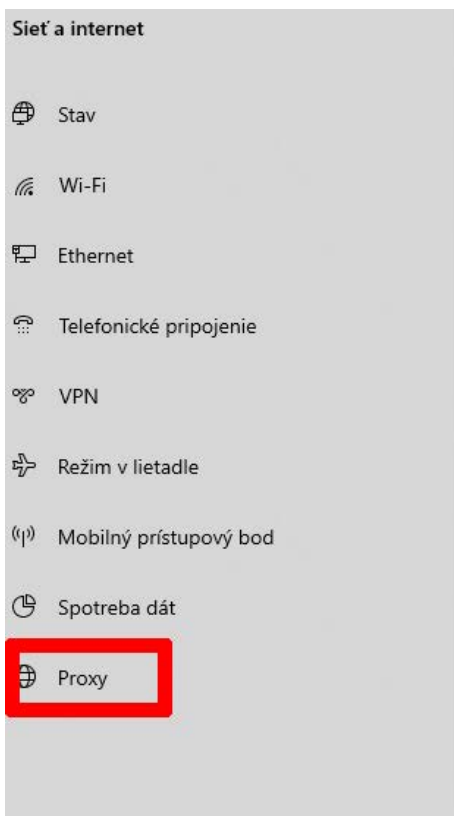 Sieť a internet
Stav
Wi-Fi
Ethernet
Telefonické pripojenie
VPN
Režim v lietadle
Mobilný prístupový bod
Spotreba dát
Proxy